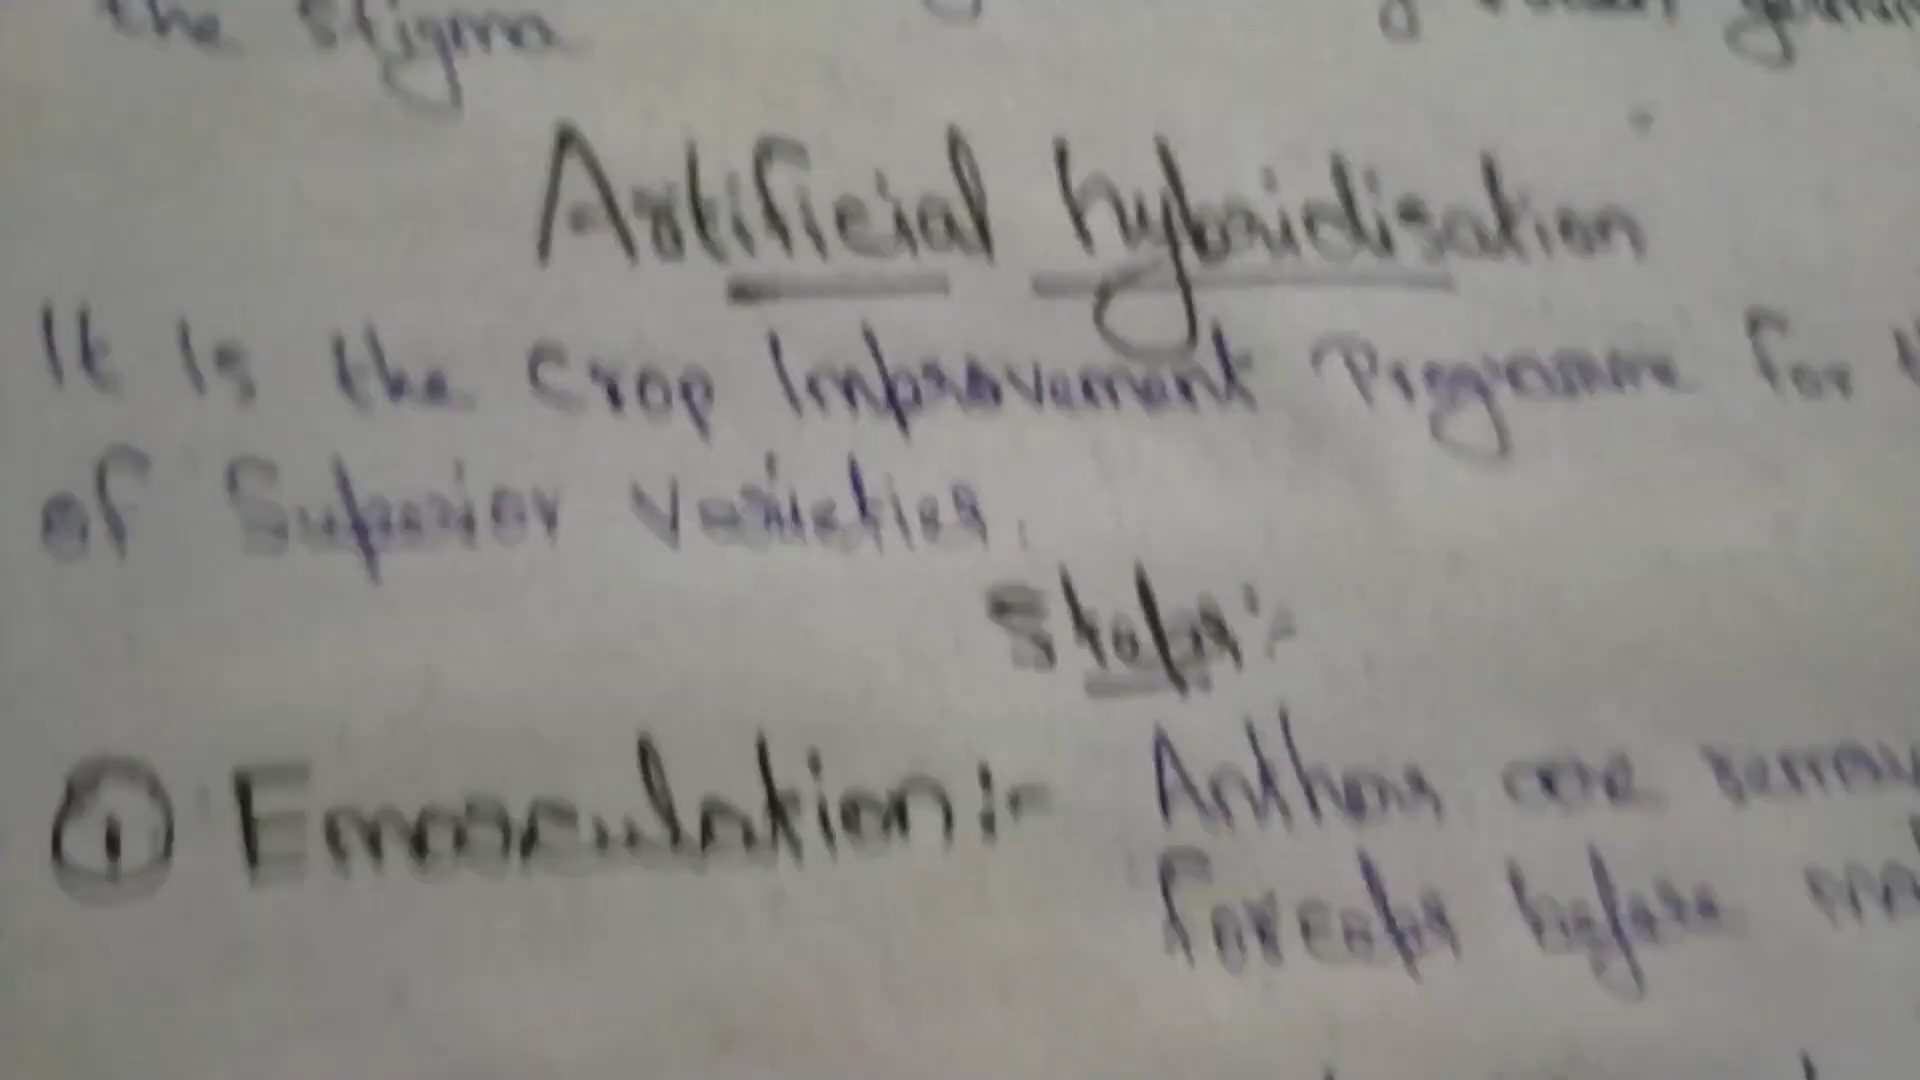 the stigma
Artificial hybridisation
It is the Crop Improvement Programme for
of Superior Varieties.
Steps:-
① Emasculation:- Anthers are
forceps before